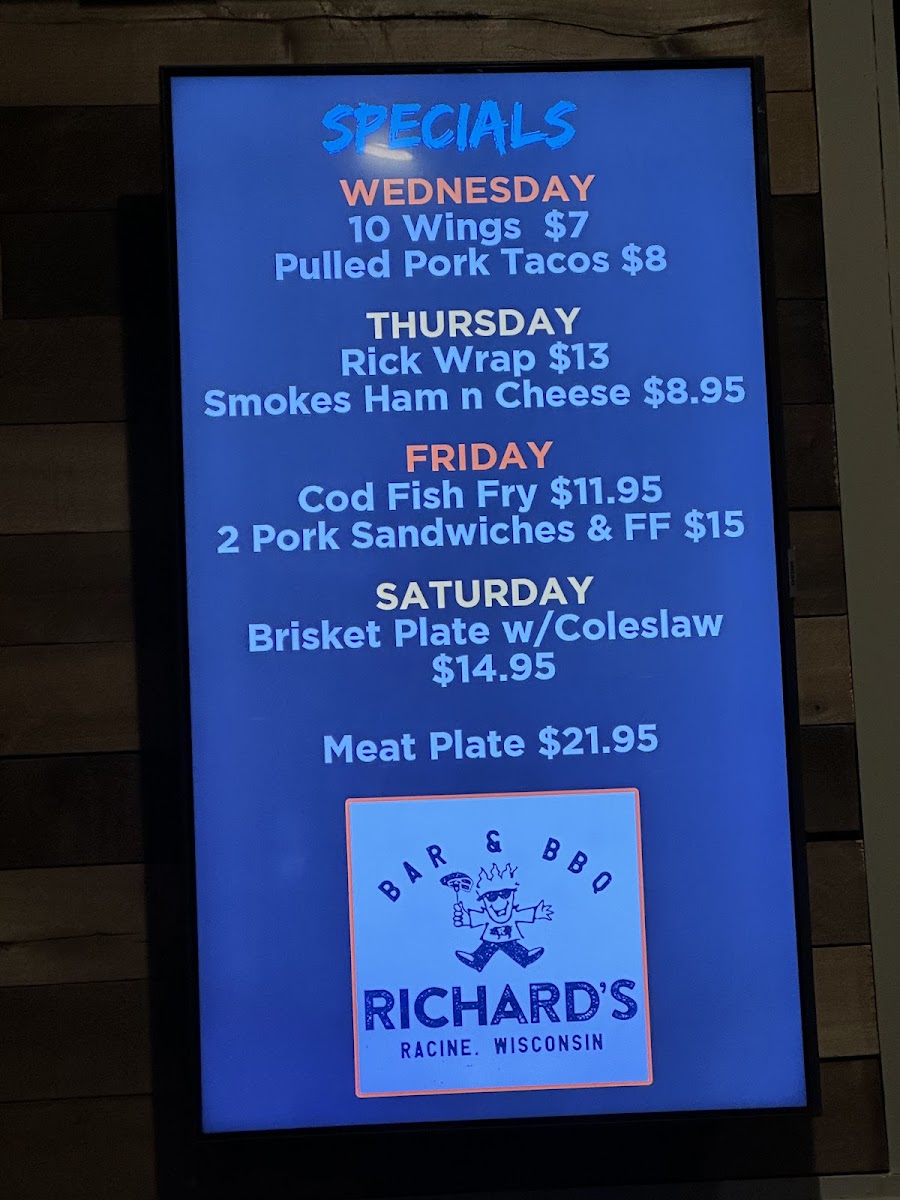 SPECIALS
WEDNESDAY
10 Wings $7
Pulled Pork Tacos $8
THURSDAY
Rick Wrap $13
Smokes Ham n Cheese $8.95
FRIDAY
Cod Fish Fry $11.95
2 Pork Sandwiches & FF $15
SATURDAY
Brisket Plate w/Coleslaw
$14.95
Meat Plate $21.95
BAR & BBQ
RICHARD'S
RACINE. WISCONSIN